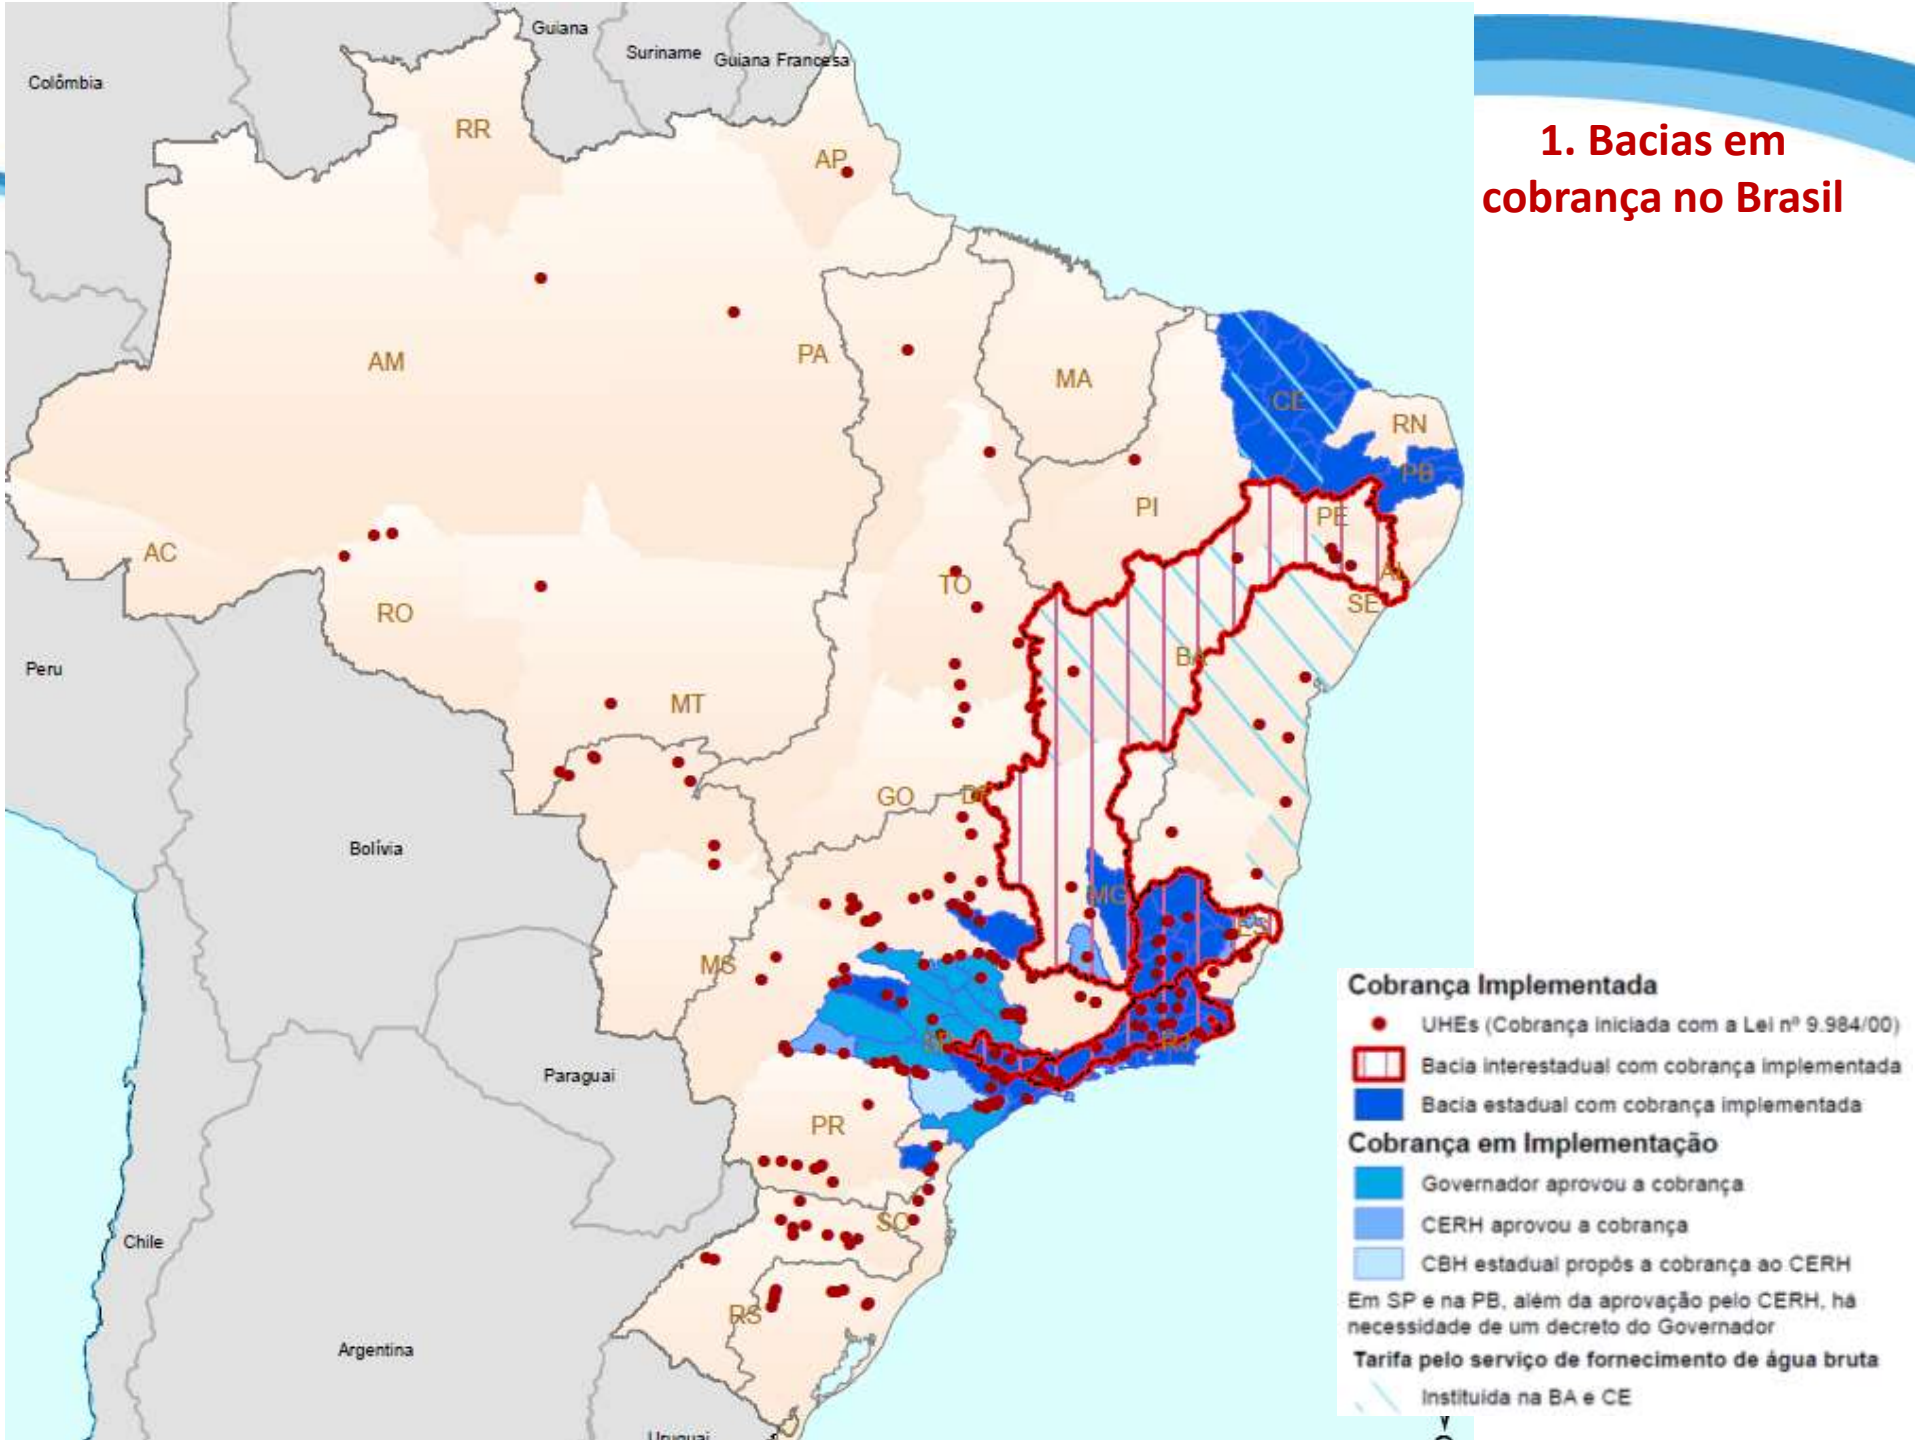 1. Bacias em
cobrança no Brasil
Guiana
Suriname
Guiana Francesa
Colômbia
RR
AP
AM
PA
MA
CE
RN
PB
PI
PE
AC
TO
AL
SE
RO
BA
Peru
MT
GO
DF
Bolívia
MG
ES
MS
SP
RJ
Paraguai
PR
SC
Chile
RS
Argentina
Uruguai
Cobrança Implementada
UHEs (Cobrança iniciada com a Lei nº 9.984/00)
Bacia interestadual com cobrança implementada
Bacia estadual com cobrança implementada
Cobrança em Implementação
Governador aprovou a cobrança
CERH aprovou a cobrança
CBH estadual propôs a cobrança ao CERH
Em SP e na PB, além da aprovação pelo CERH, há
necessidade de um decreto do Governador
Tarifa pelo serviço de fornecimento de água bruta
Instituída na BA e CE